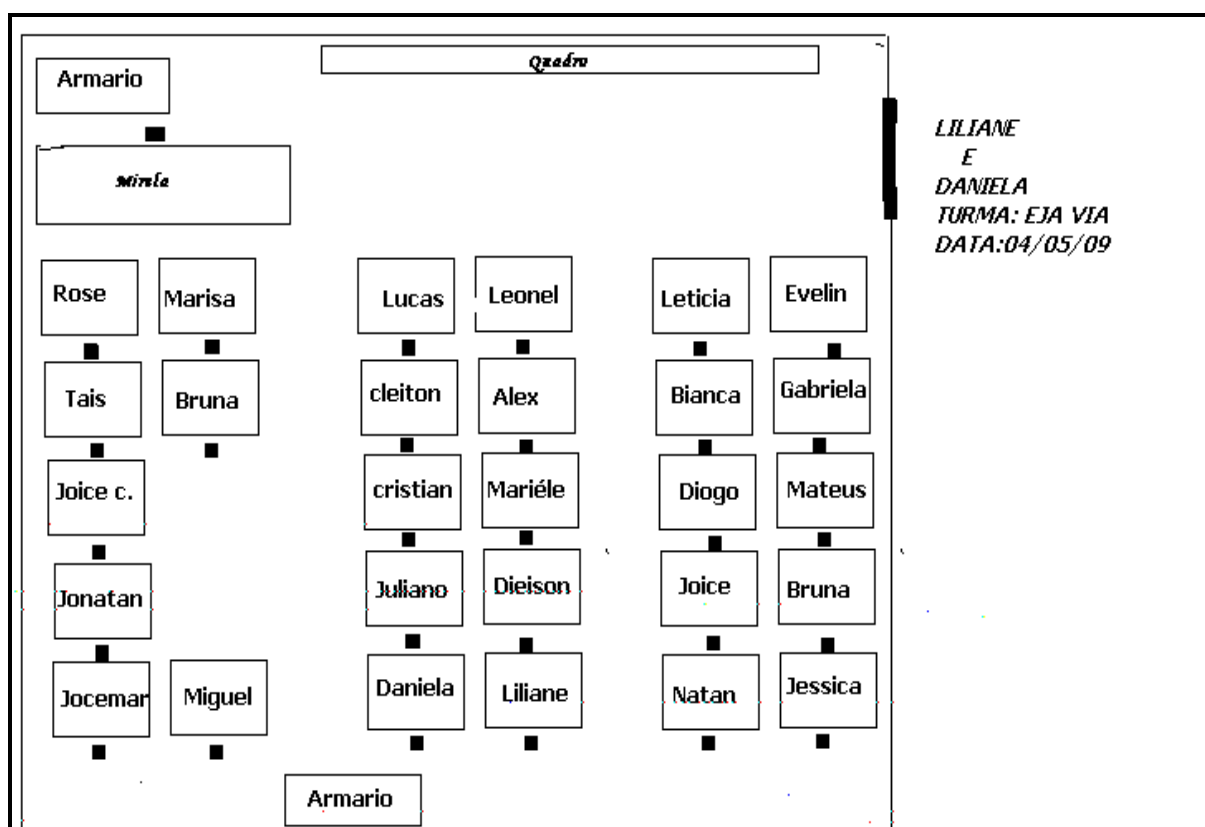 Quadro
Armario
Mirela
LILIANE
E
DANIELA
TURMA: EJA VIA
DATA:04/05/09
Rose Marisa Lucas Leonel Leticia Evelin
Tais Bruna cleiton Alex Bianca Gabriela
Joice c. cristian Mariéle Diogo Mateus
Jonatan Juliano Dieison Joice Bruna
Jocemar Miguel Daniela Liliane Natan Jessica
Armario